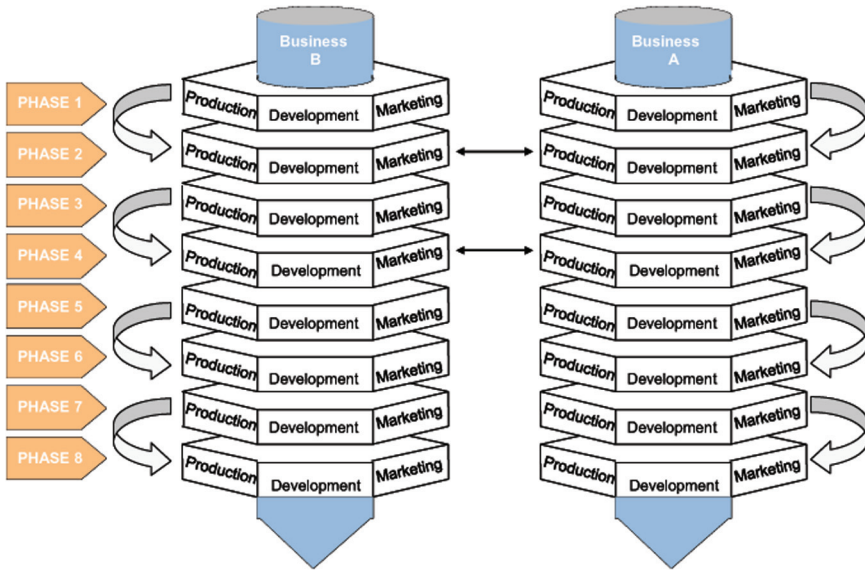 Business
B
Business
A
PHASE 1
Production
Development
Marketing
Production
Development
Marketing
PHASE 2
Production
Development
Marketing
Production
Development
Marketing
PHASE 3
Production
Development
Marketing
Production
Development
Marketing
PHASE 4
Production
Development
Marketing
Production
Development
Marketing
PHASE 5
Production
Development
Marketing
Production
Development
Marketing
PHASE 6
Production
Development
Marketing
Production
Development
Marketing
PHASE 7
Production
Development
Marketing
Production
Development
Marketing
PHASE 8
Production
Development
Marketing
Production
Development
Marketing